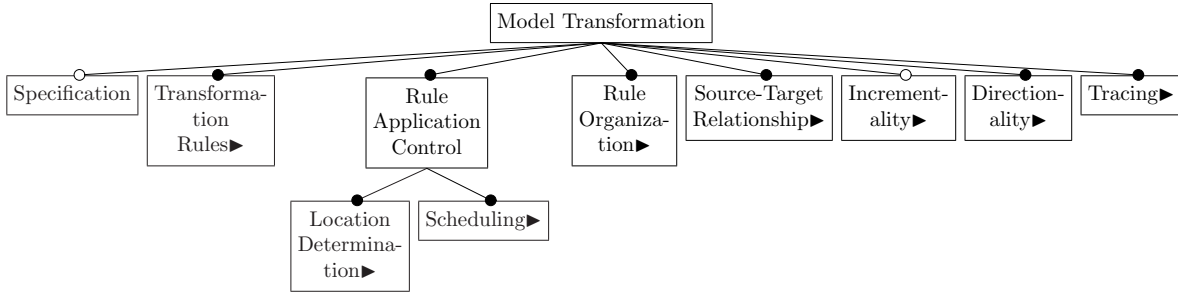 Model Transformation
Specification
Transforma-
tion
Rules▶
Rule
Application
Control
Rule
Organiza-
tion▶
Source-Target
Relationship▶
Increment-
ality▶
Direction-
ality▶
Tracing▶
Location
Determina-
tion▶
Scheduling▶